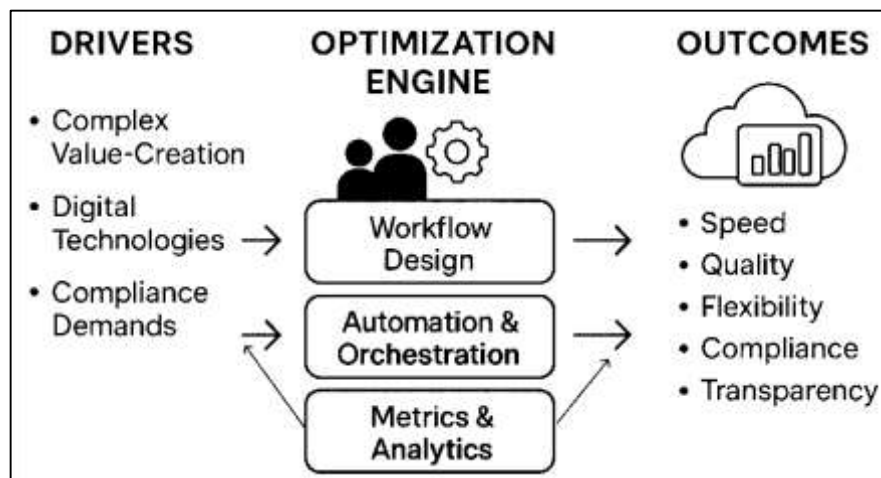 DRIVERS
• Complex
Value-Creation
• Digital
Technologies
• Compliance
Demands
OPTIMIZATION
ENGINE
Workflow
Design
Automation &
Orchestration
Metrics &
Analytics
OUTCOMES
• Speed
• Quality
• Flexibility
• Compliance
• Transparency